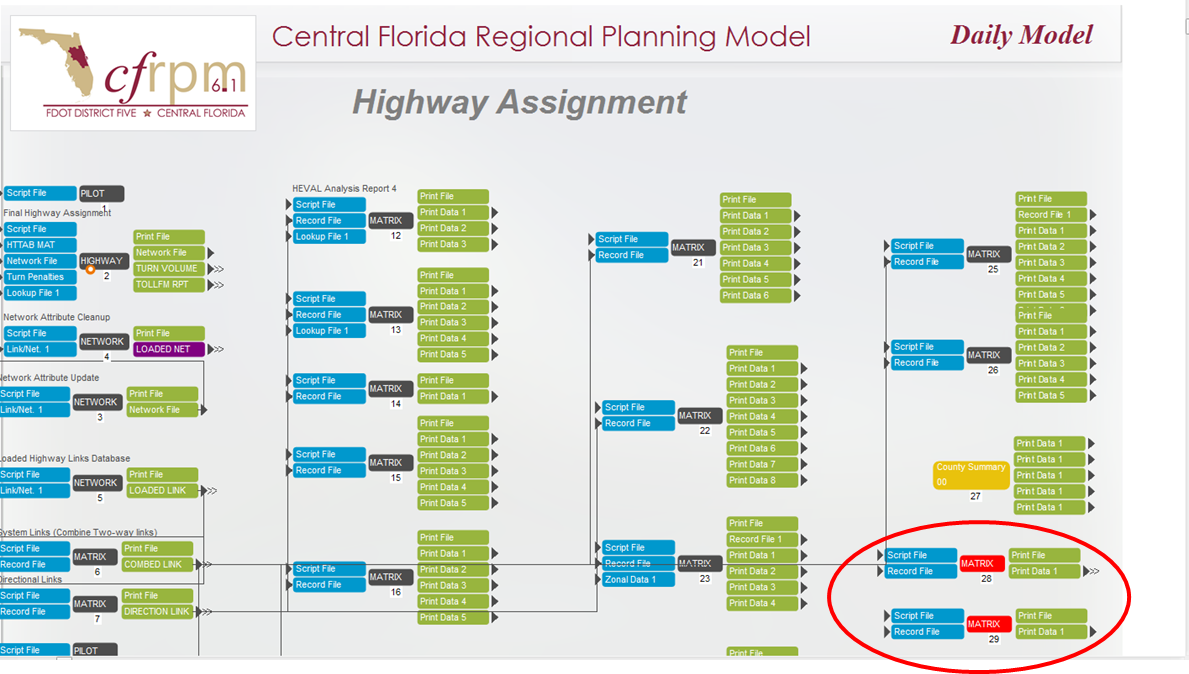 Central Florida Regional Planning Model
Daily Model
cfrpm 6.1
FDOT DISTRICT FIVE ★ CENTRAL FLORIDA
Highway Assignment
Script File
PILOT
1
Final Highway Assignment
Script File
HTTAB MAT
Network File
Turn Penalties
Lookup File 1
HIGHWAY
2
Print File
Network File
TURN VOLUME
TOLLFM RPT
Network Attribute Cleanup
Script File
Link/Net. 1
NETWORK
4
Print File
LOADED NET
Network Attribute Update
Script File
Link/Net. 1
NETWORK
3
Print File
Network File
Loaded Highway Links Database
Script File
Link/Net. 1
NETWORK
5
Print File
LOADED LINK
System Links (Combine Two-way links)
Script File
Record File
MATRIX
6
Print File
COMBED LINK
Directional Links
Script File
Record File
MATRIX
7
Print File
DIRECTION LINK
Script File
PILOT
HEVAL Analysis Report 4
Script File
Record File
Lookup File 1
MATRIX
12
Print File
Print Data 1
Print Data 2
Print Data 3
Script File
Record File
Lookup File 1
MATRIX
13
Print File
Print Data 1
Print Data 2
Print Data 3
Print Data 4
Print Data 5
Script File
Record File
MATRIX
14
Print File
Print Data 1
Script File
Record File
MATRIX
15
Print File
Print Data 1
Print Data 2
Print Data 3
Print Data 4
Print Data 5
Script File
Record File
MATRIX
16
Print File
Print Data 1
Print Data 2
Print Data 3
Print Data 4
Print Data 5
Script File
Record File
MATRIX
21
Print File
Print Data 1
Print Data 2
Print Data 3
Print Data 4
Print Data 5
Print Data 6
Script File
Record File
MATRIX
22
Print File
Print Data 1
Print Data 2
Print Data 3
Print Data 4
Print Data 5
Print Data 6
Print Data 7
Print Data 8
Script File
Record File
Zonal Data 1
MATRIX
23
Print File
Record File 1
Print Data 1
Print Data 2
Print Data 3
Print Data 4
Print File
Script File
Record File
MATRIX
25
Print File
Record File 1
Print Data 1
Print Data 2
Print Data 3
Print Data 4
Print Data 5
Script File
Record File
MATRIX
26
Print File
Print Data 1
Print Data 2
Print Data 3
Print Data 4
Print Data 5
County Summary
00
27
Print Data 1
Print Data 1
Print Data 1
Print Data 1
Print Data 1
Script File
Record File
MATRIX
28
Print File
Print Data 1
Script File
Record File
MATRIX
29
Print File
Print Data 1